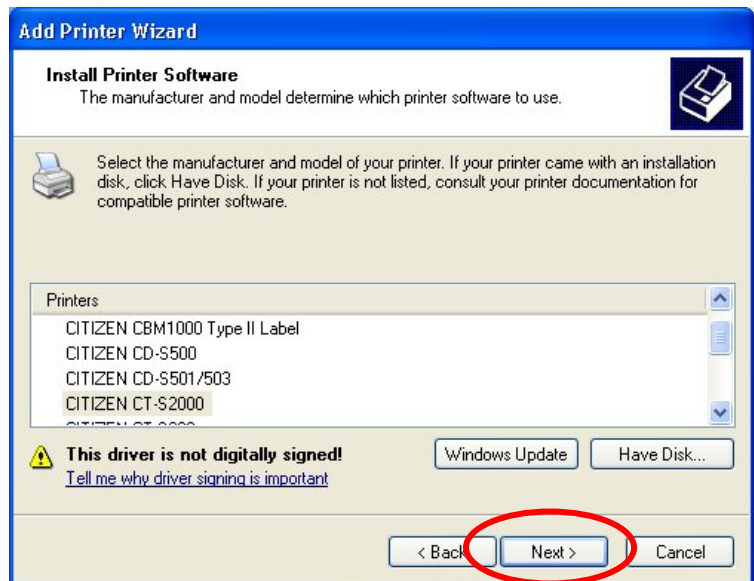 Add Printer Wizard
Install Printer Software
The manufacturer and model determine which printer software to use.
Select the manufacturer and model of your printer. If your printer came with an installation
disk, click Have Disk. If your printer is not listed, consult your printer documentation for
compatible printer software.
Printers
CITIZEN CBM1000 Type II Label
CITIZEN CD-S500
CITIZEN CD-S501/503
CITIZEN CT-S2000
This driver is not digitally signed!
Tell me why driver signing is important
Windows Update
Have Disk...
< Back
Next >
Cancel